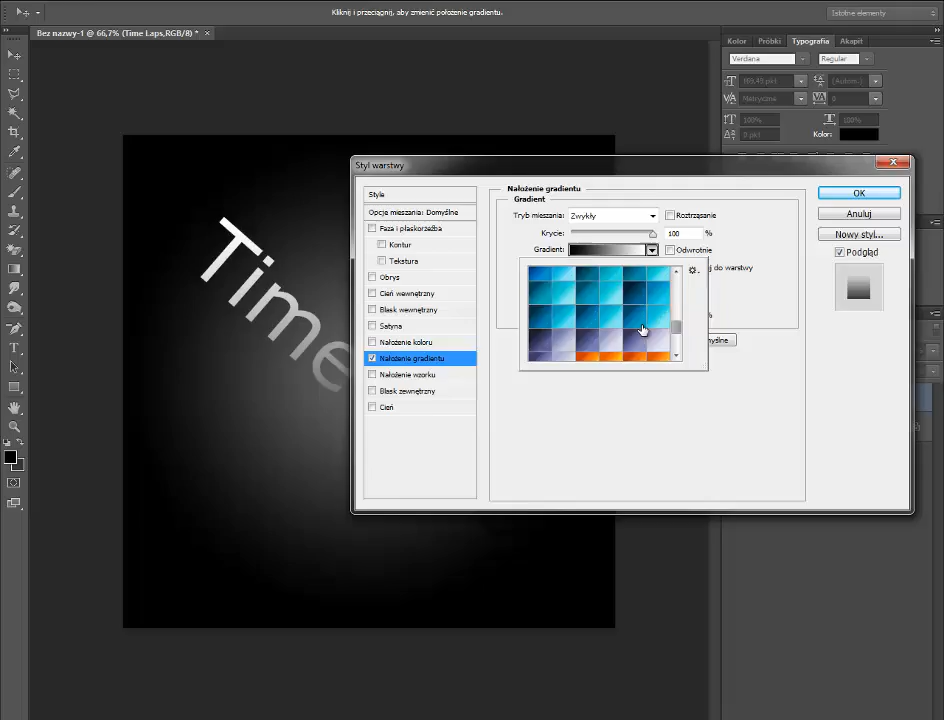 Kliknij i przeciągnij, aby zmienić położenie gradientu.
Istotne elementy
Bez nazwy-1 @ 66,7% (Time Laps,RGB/8) *
Kolor
Próbki
Typografia
Akapit
Verdana
Regular
(Autom.)
Metryczne
0
100%
100%
0 pkt
Kolor:
Styl warstwy
Style
Opcje mieszania: Domyślne
Faza i płaskorzeźba
Kontur
Tekstura
Obrys
Cień wewnętrzny
Blask wewnętrzny
Satyna
Nałożenie koloru
Nałożenie gradientu
Nałożenie wzorku
Blask zewnętrzny
Cień
Nałożenie gradientu
Gradient
Tryb mieszania:
Zwykły
Roztrząsanie
Krycie:
100
%
Gradient:
Odwrotnie
j do warstwy
%
myślne
OK
Anuluj
Nowy styl...
Podgląd
Time